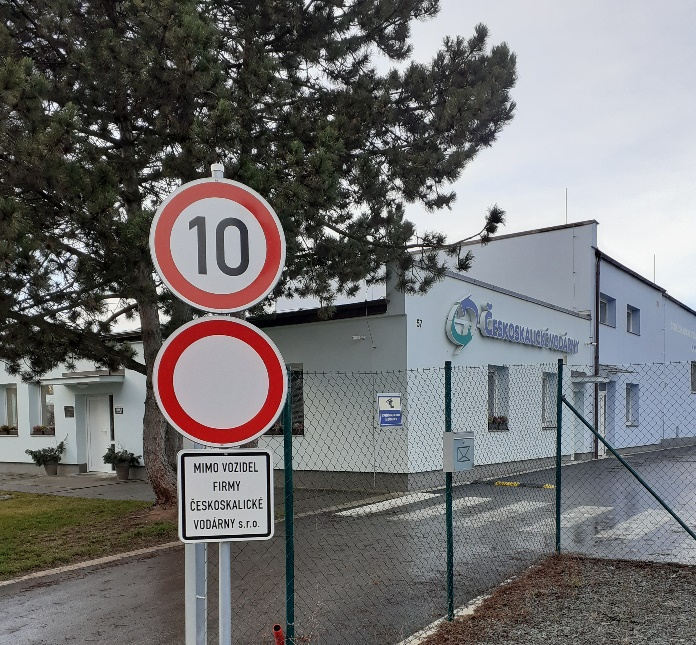 10
MIMO VOZIDEL
FIRMY
ČESKOSKALICKÉ
VODÁRNY s.r.o.
57
ČESKOSKALICKÉ VODÁRNY